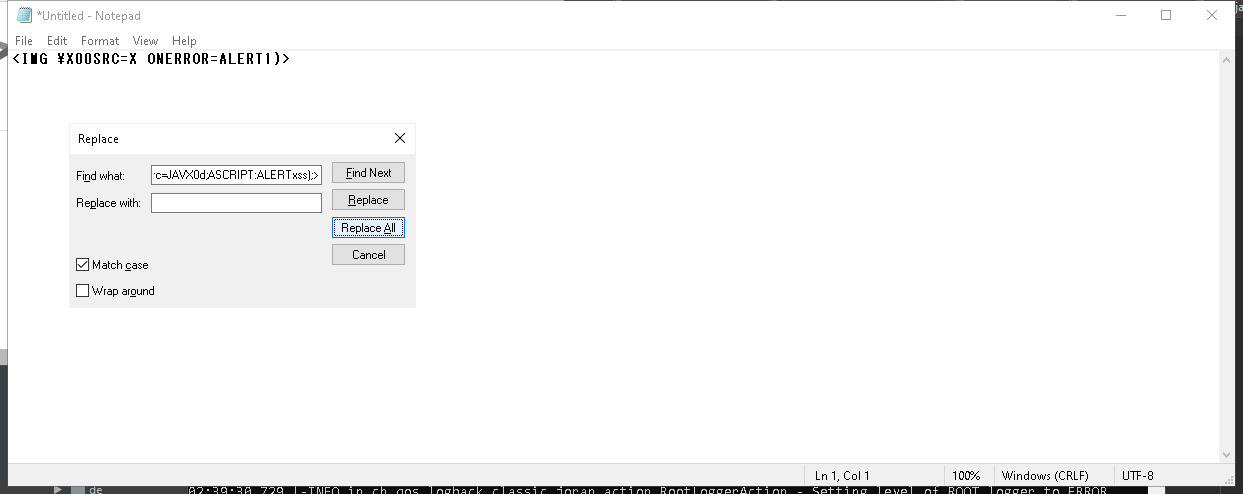 *Untitled - Notepad
File Edit Format View Help
<IMG ¥X00SRC=X ONERROR=ALERT1)>
Replace
Find what:
c=JAVX0d;ASCRIPT:ALERTxss);>
Find Next
Replace with:
Replace
Replace All
Cancel
Match case
Wrap around
Ln 1, Col 1
100%
Windows (CRLF)
UTF-8
de
02:39:30,729 |-INFO in ch.qos.logback.classic.joran.action.RootLoggerAction - Setting level of ROOT logger to ERROR
ja